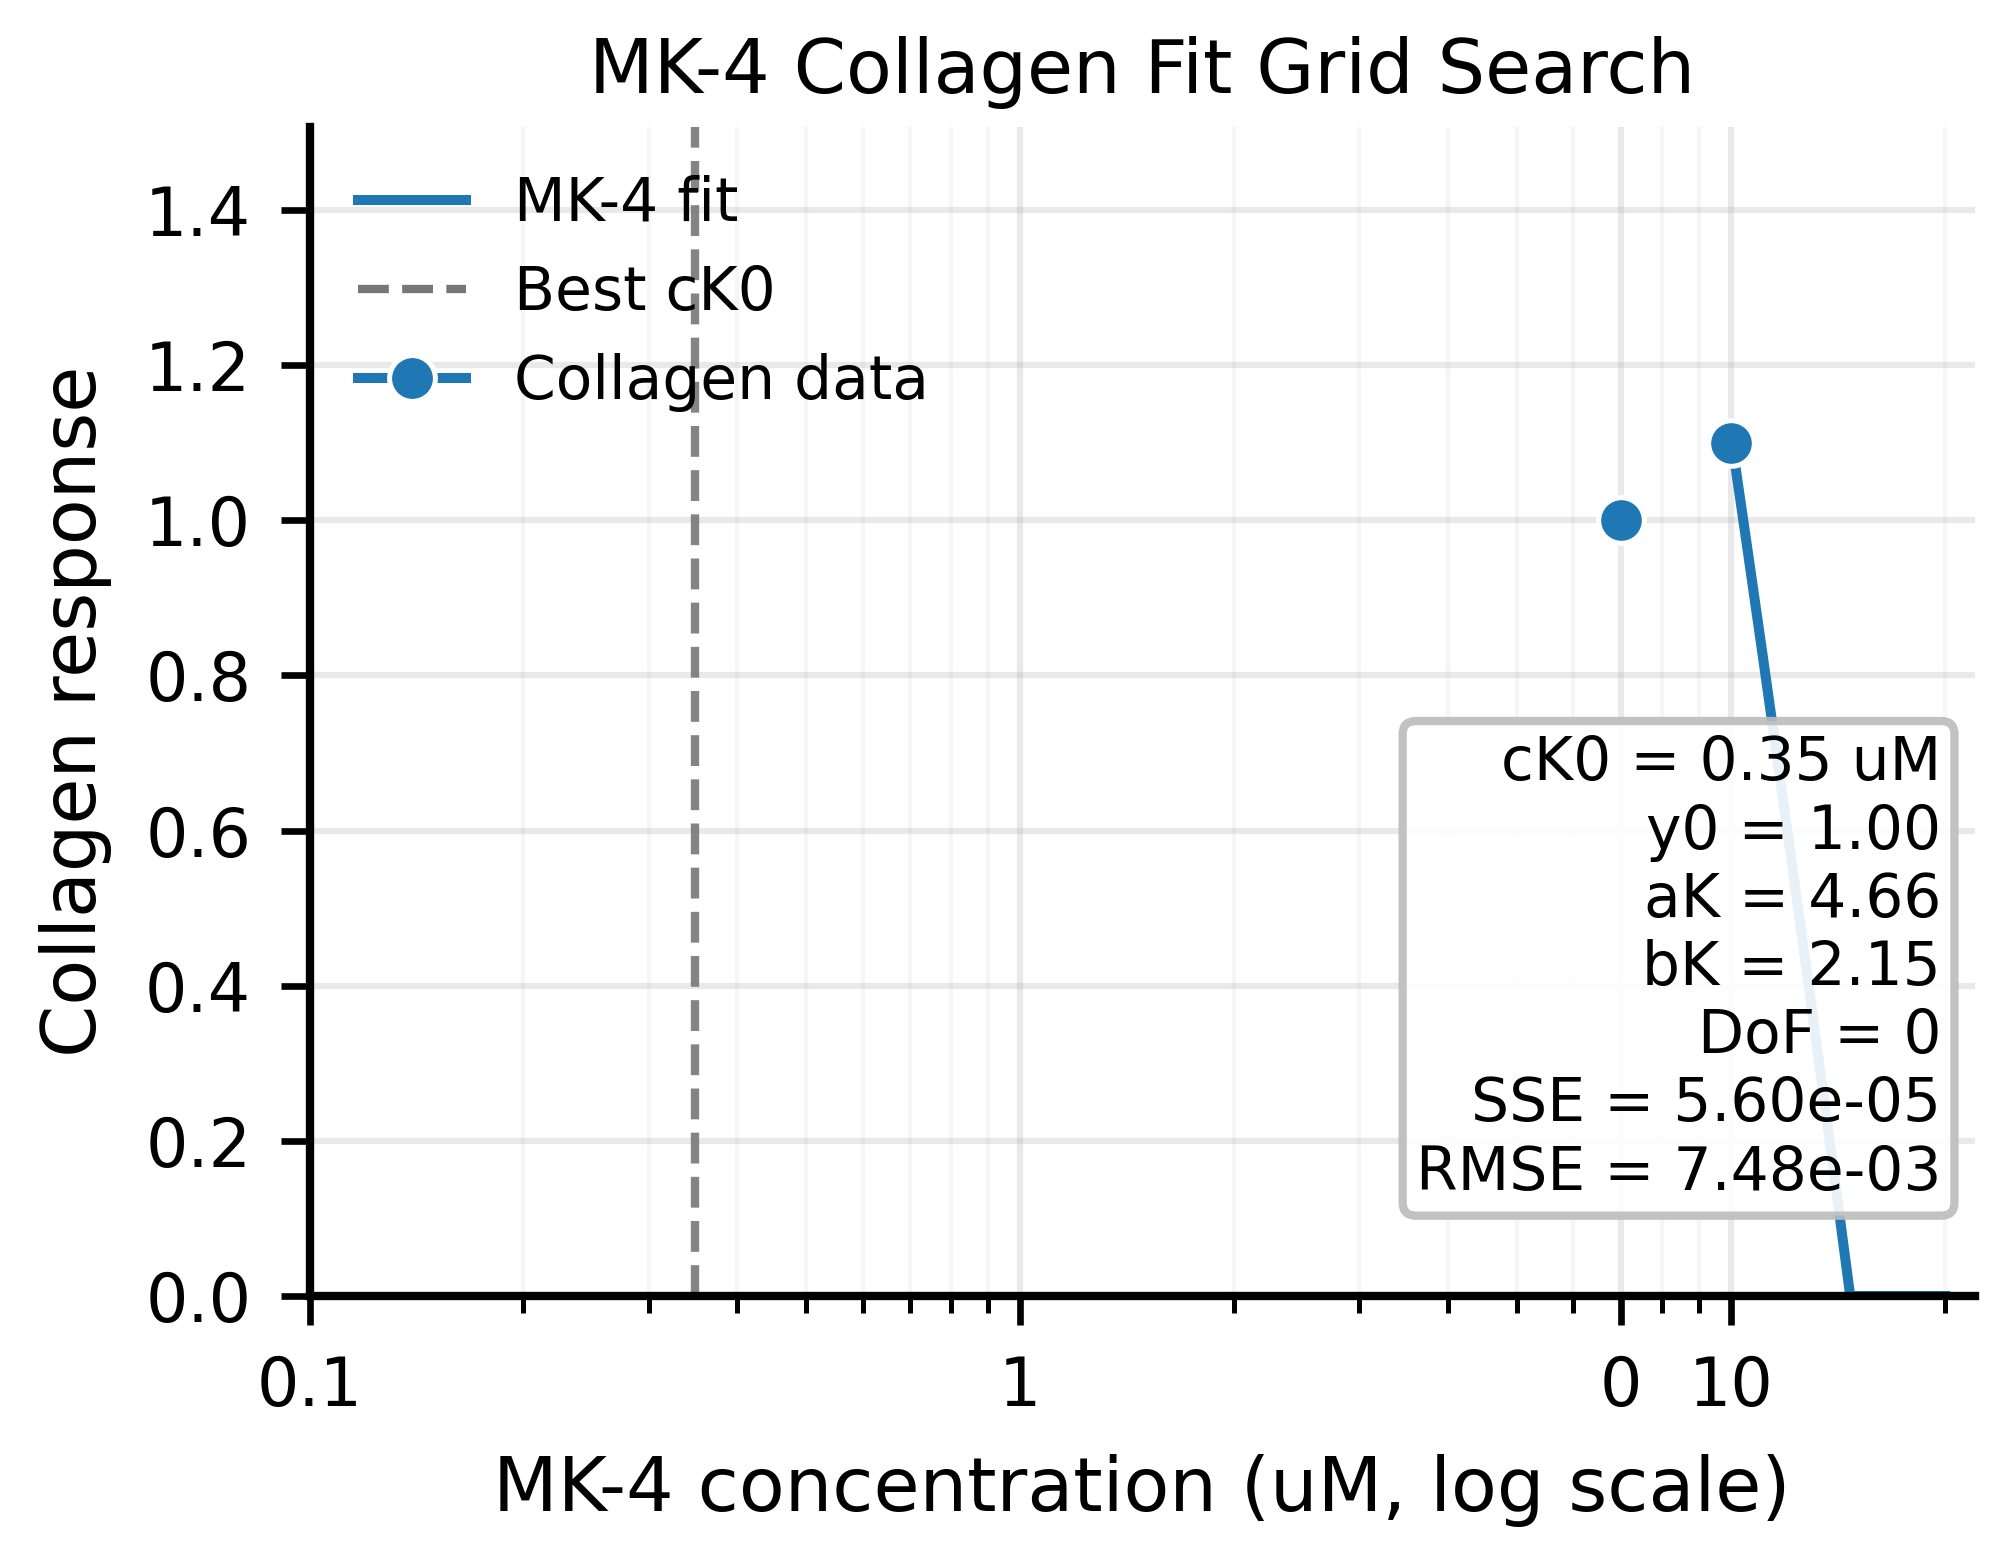 MK-4 Collagen Fit Grid Search
MK-4 fit
Best cK0
Collagen data
Collagen response
1.4
1.2
1.0
0.8
0.6
0.4
0.2
0.0
cK0 = 0.35 uM
y0 = 1.00
aK = 4.66
bK = 2.15
DoF = 0
SSE = 5.60e-05
RMSE = 7.48e-03
0.1 1 0 10
MK-4 concentration (uM, log scale)